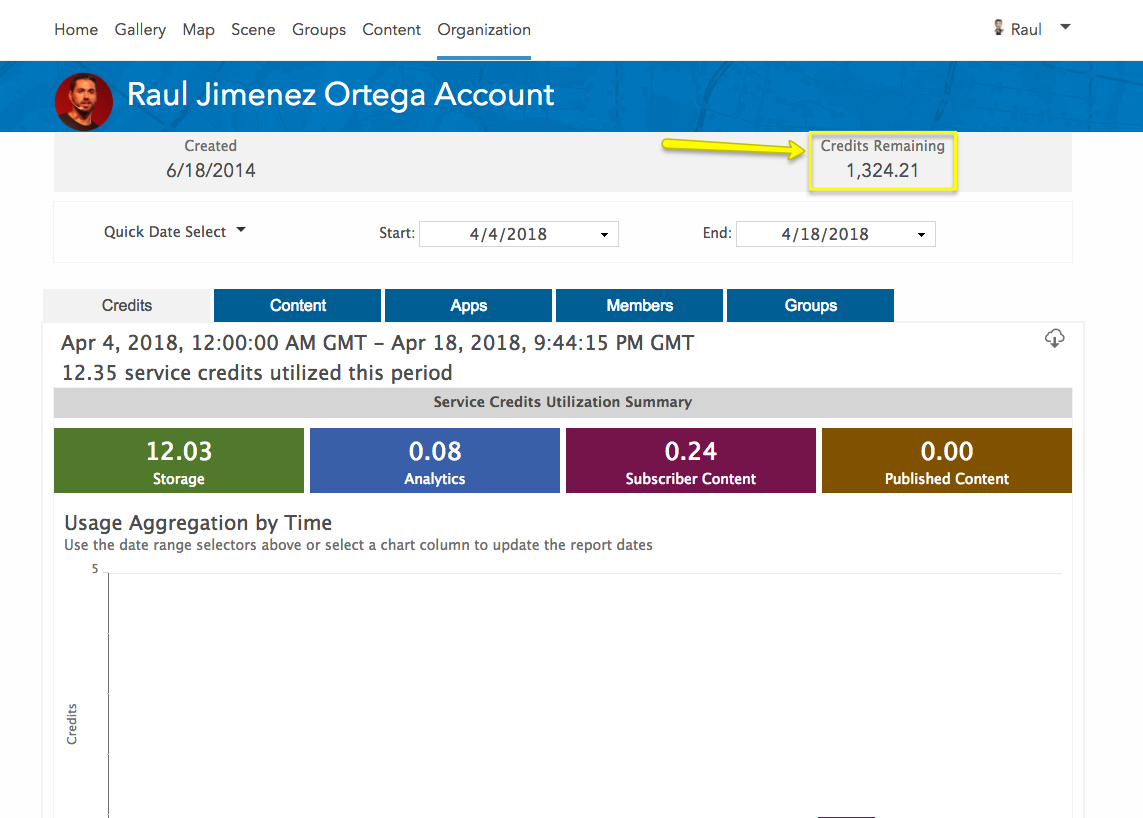 Home Gallery Map Scene Groups Content Organization Raul
Raul Jimenez Ortega Account
Created Credits Remaining
6/18/2014 1,324.21
Quick Date Select Start: 4/4/2018 End: 4/18/2018
Credits Content Apps Members Groups
Apr 4, 2018, 12:00:00 AM GMT – Apr 18, 2018, 9:44:15 PM GMT
12.35 service credits utilized this period
Service Credits Utilization Summary
12.03 0.08 0.24 0.00
Storage Analytics Subscriber Content Published Content
Usage Aggregation by Time
Use the date range selectors above or select a chart column to update the report dates
5
Credits